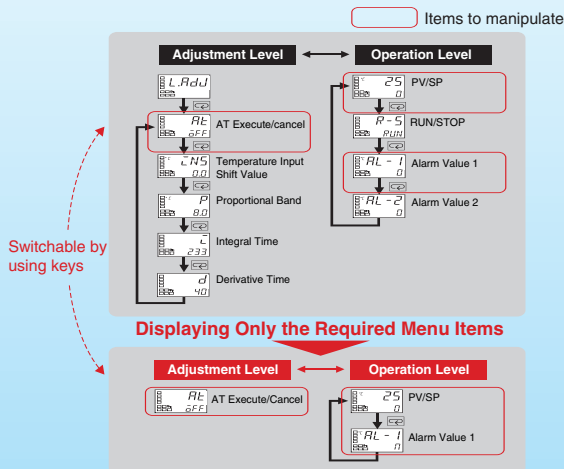 Items to manipulate
Adjustment Level
Operation Level
L.AdJ
At
oFF
AT Execute/cancel
iNS
0.0
Temperature Input
Shift Value
P
8.0
Proportional Band
i
233
Integral Time
d
40
Derivative Time
25
0
PV/SP
R-S
RUN
RUN/STOP
AL-1
0
Alarm Value 1
AL-2
0
Alarm Value 2
Switchable by
using keys
Displaying Only the Required Menu Items
Adjustment Level
Operation Level
At
oFF
AT Execute/Cancel
25
0
PV/SP
AL-1
Alarm Value 1